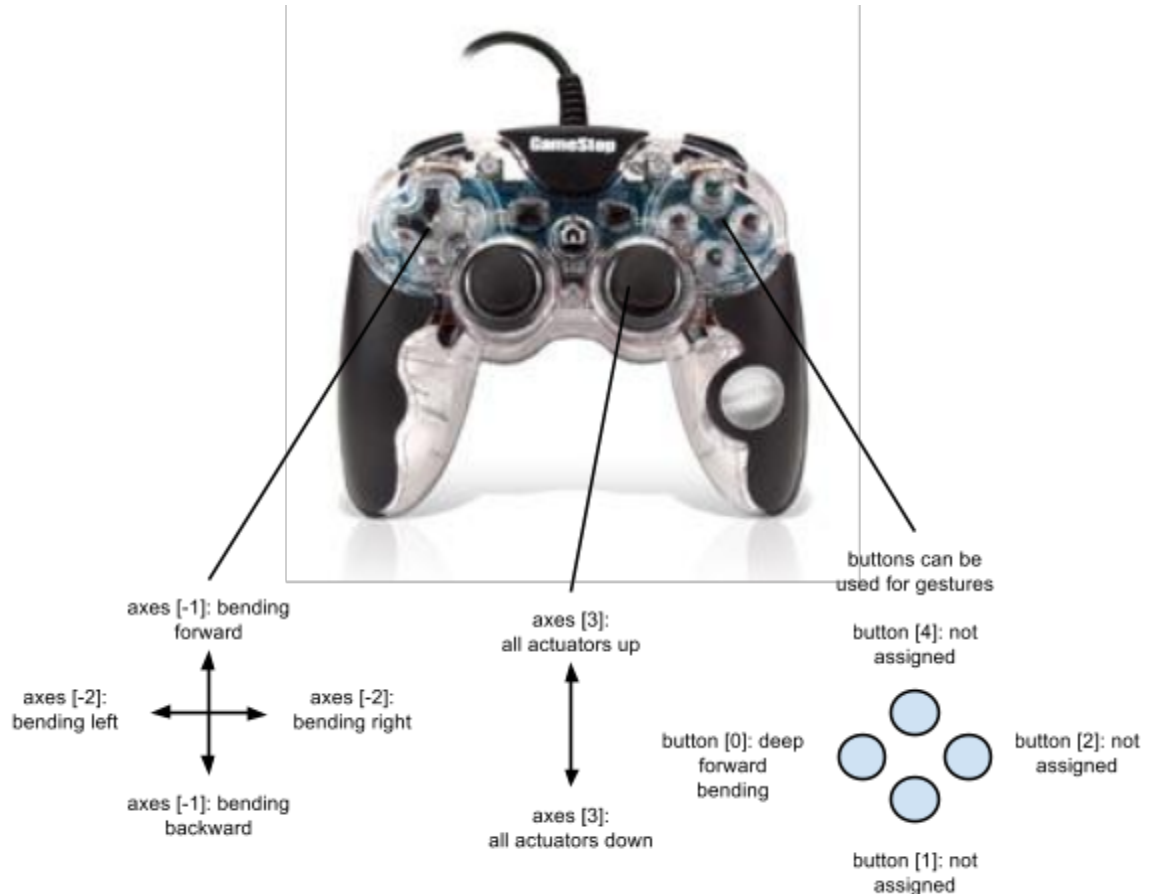 GameStop
buttons can be
used for gestures
axes [-1]: bending
forward
axes [-2]:
bending left
axes [-2]:
bending right
axes [-1]: bending
backward
axes [3]:
all actuators up
axes [3]:
all actuators down
button [4]: not
assigned
button [0]: deep
forward
bending
button [2]: not
assigned
button [1]: not
assigned